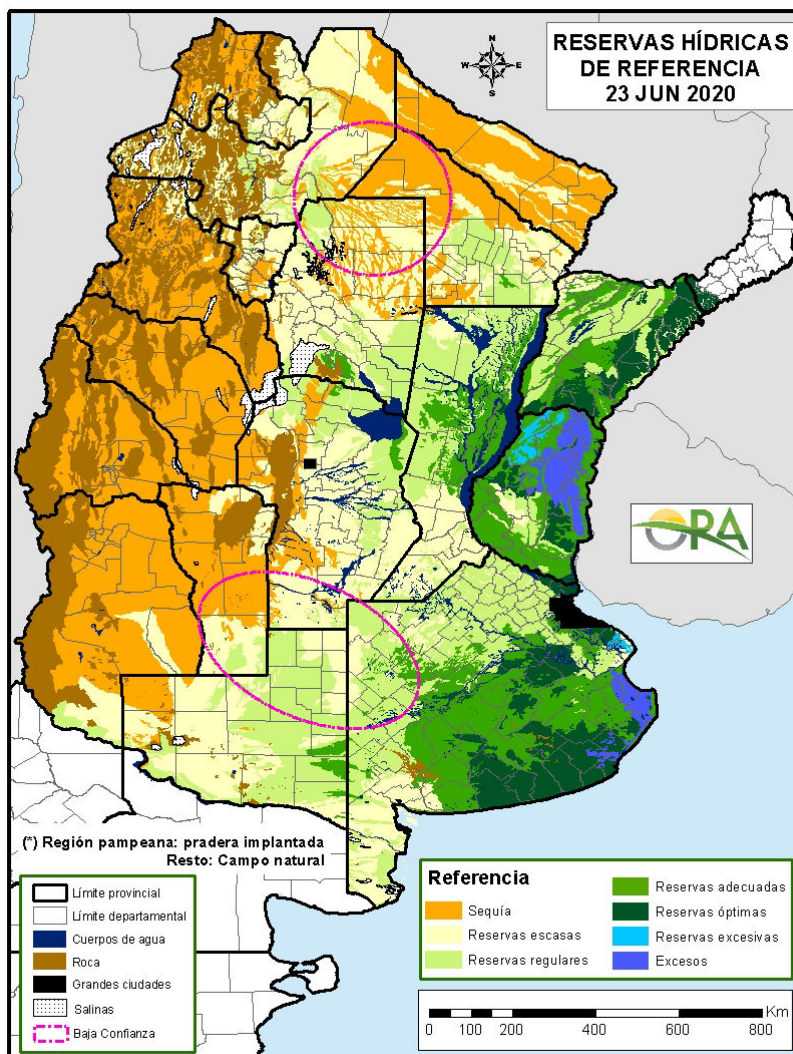 RESERVAS HÍDRICAS
DE REFERENCIA
23 JUN 2020
N
W
E
S
ORA
(*) Región pampeana: pradera implantada
Resto: Campo natural
Límite provincial
Límite departamental
Cuerpos de agua
Roca
Grandes ciudades
Salinas
Baja Confianza
Referencia
Sequía
Reservas escasas
Reservas regulares
Reservas adecuadas
Reservas óptimas
Reservas excesivas
Excesos
Km
0 100 200 400 600 800